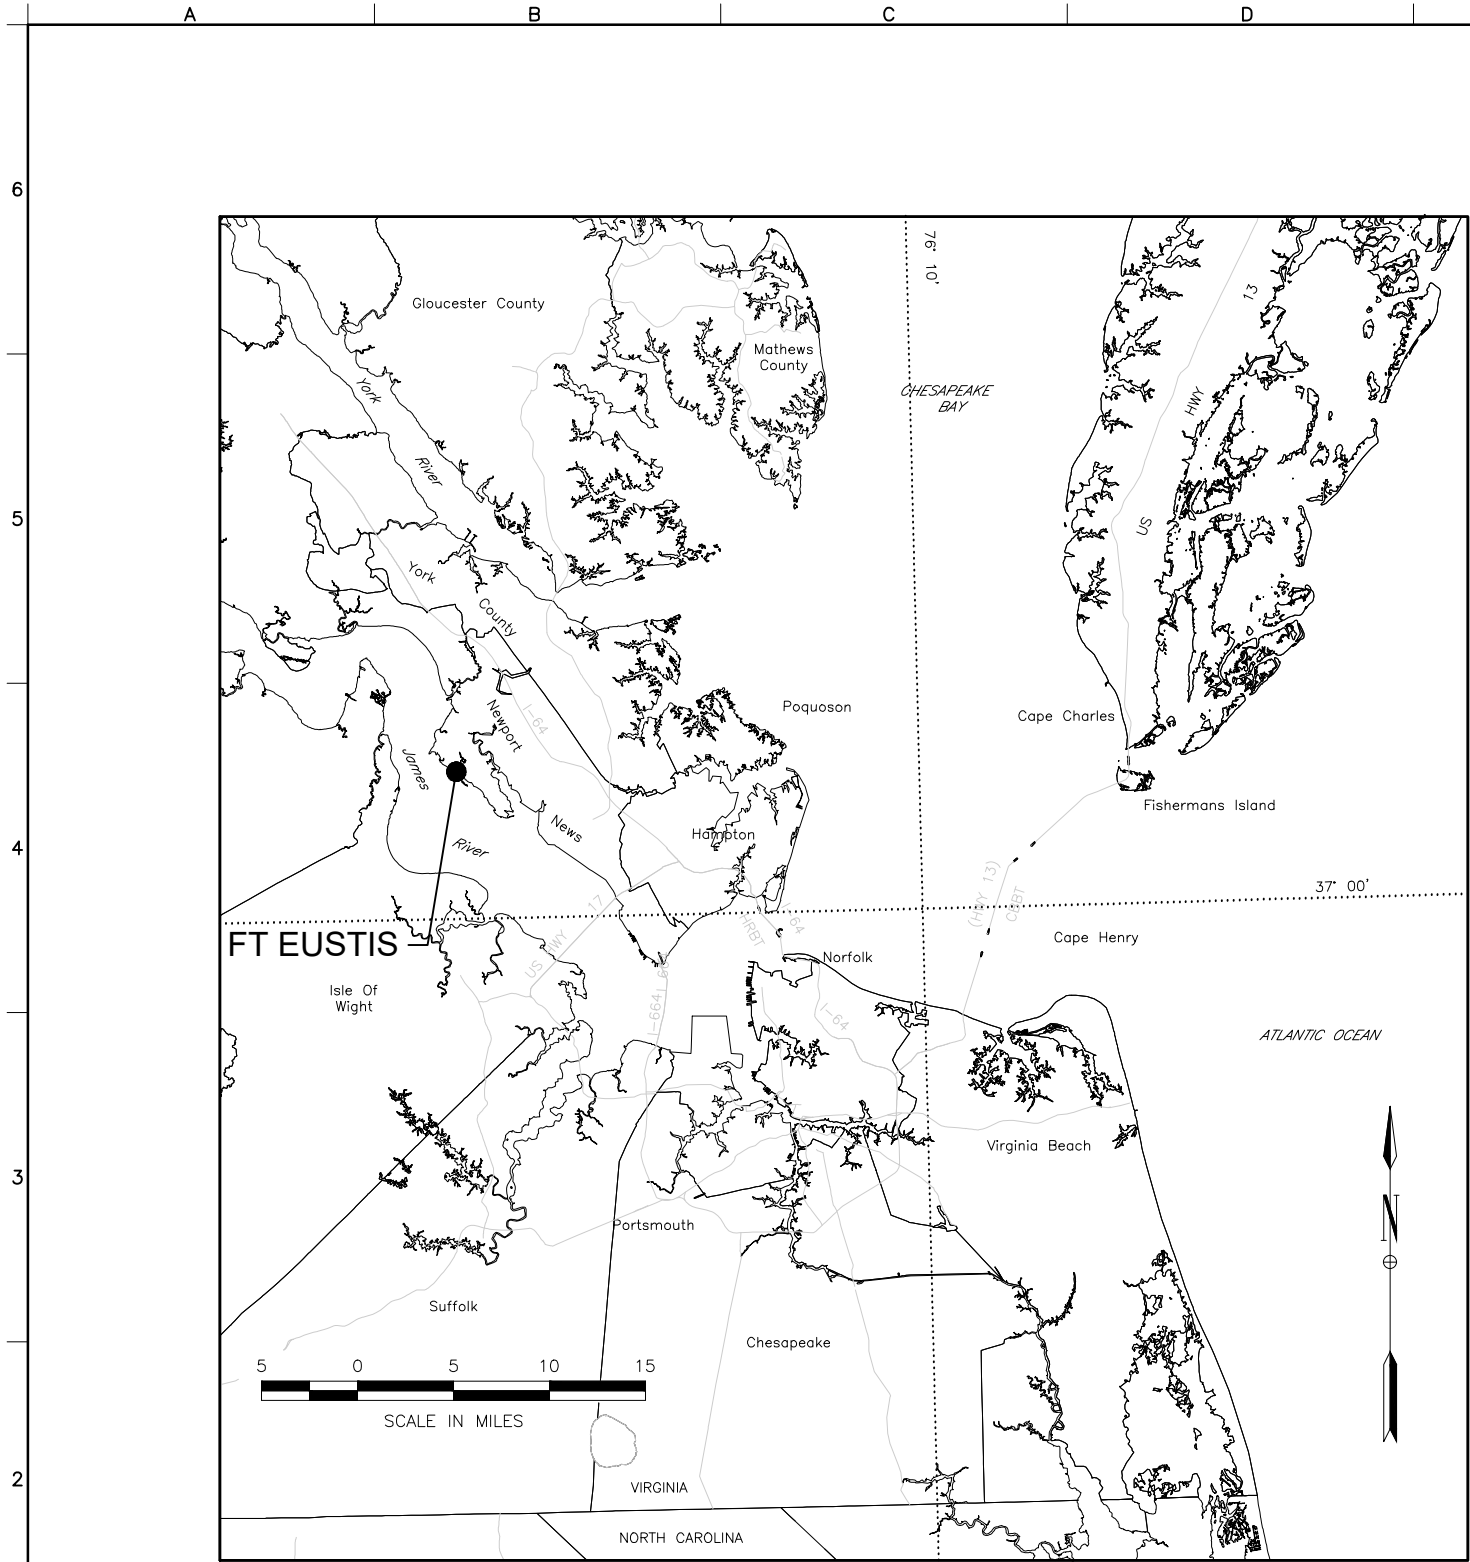 A
B
C
D
6
5
4
3
2
76° 10'
Gloucester County
13
Mathews
County
CHESAPEAKE
BAY
York
HWY
River
US
York
County
Newport
I-64
Poquoson
Cape Charles
James
Fishermans Island
News
Hampton
River
37° 00'
US HWY 17
HRBT
I-64
(HWY 13)
CBBT
FT EUSTIS
Cape Henry
Norfolk
Isle Of
Wight
I-664
I-64
ATLANTIC OCEAN
Virginia Beach
N
Portsmouth
Suffolk
Chesapeake
5 0 5 10 15
SCALE IN MILES
VIRGINIA
NORTH CAROLINA